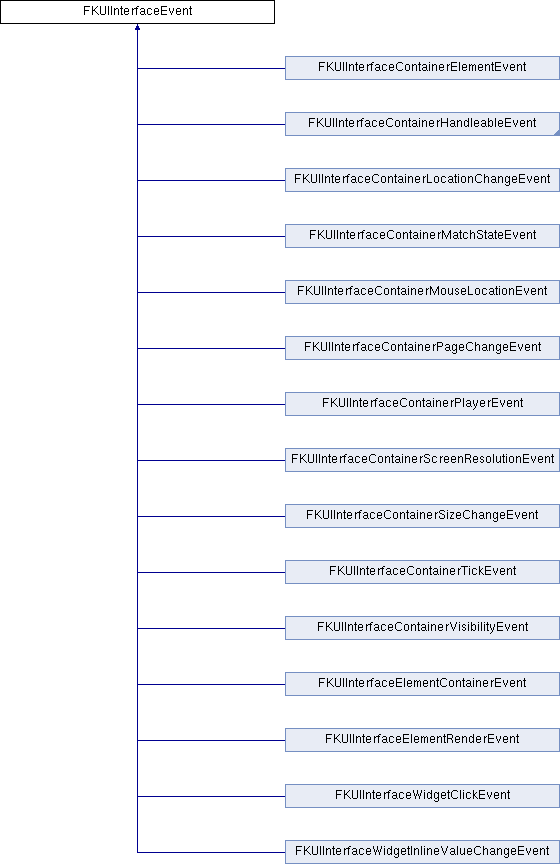 FKUIInterfaceEvent
FKUIInterfaceContainerElementEvent
FKUIInterfaceContainerHandleableEvent
FKUIInterfaceContainerLocationChangeEvent
FKUIInterfaceContainerMatchStateEvent
FKUIInterfaceContainerMouseLocationEvent
FKUIInterfaceContainerPageChangeEvent
FKUIInterfaceContainerPlayerEvent
FKUIInterfaceContainerScreenResolutionEvent
FKUIInterfaceContainerSizeChangeEvent
FKUIInterfaceContainerTickEvent
FKUIInterfaceContainerVisibilityEvent
FKUIInterfaceElementContainerEvent
FKUIInterfaceElementRenderEvent
FKUIInterfaceWidgetClickEvent
FKUIInterfaceWidgetInlineValueChangeEvent